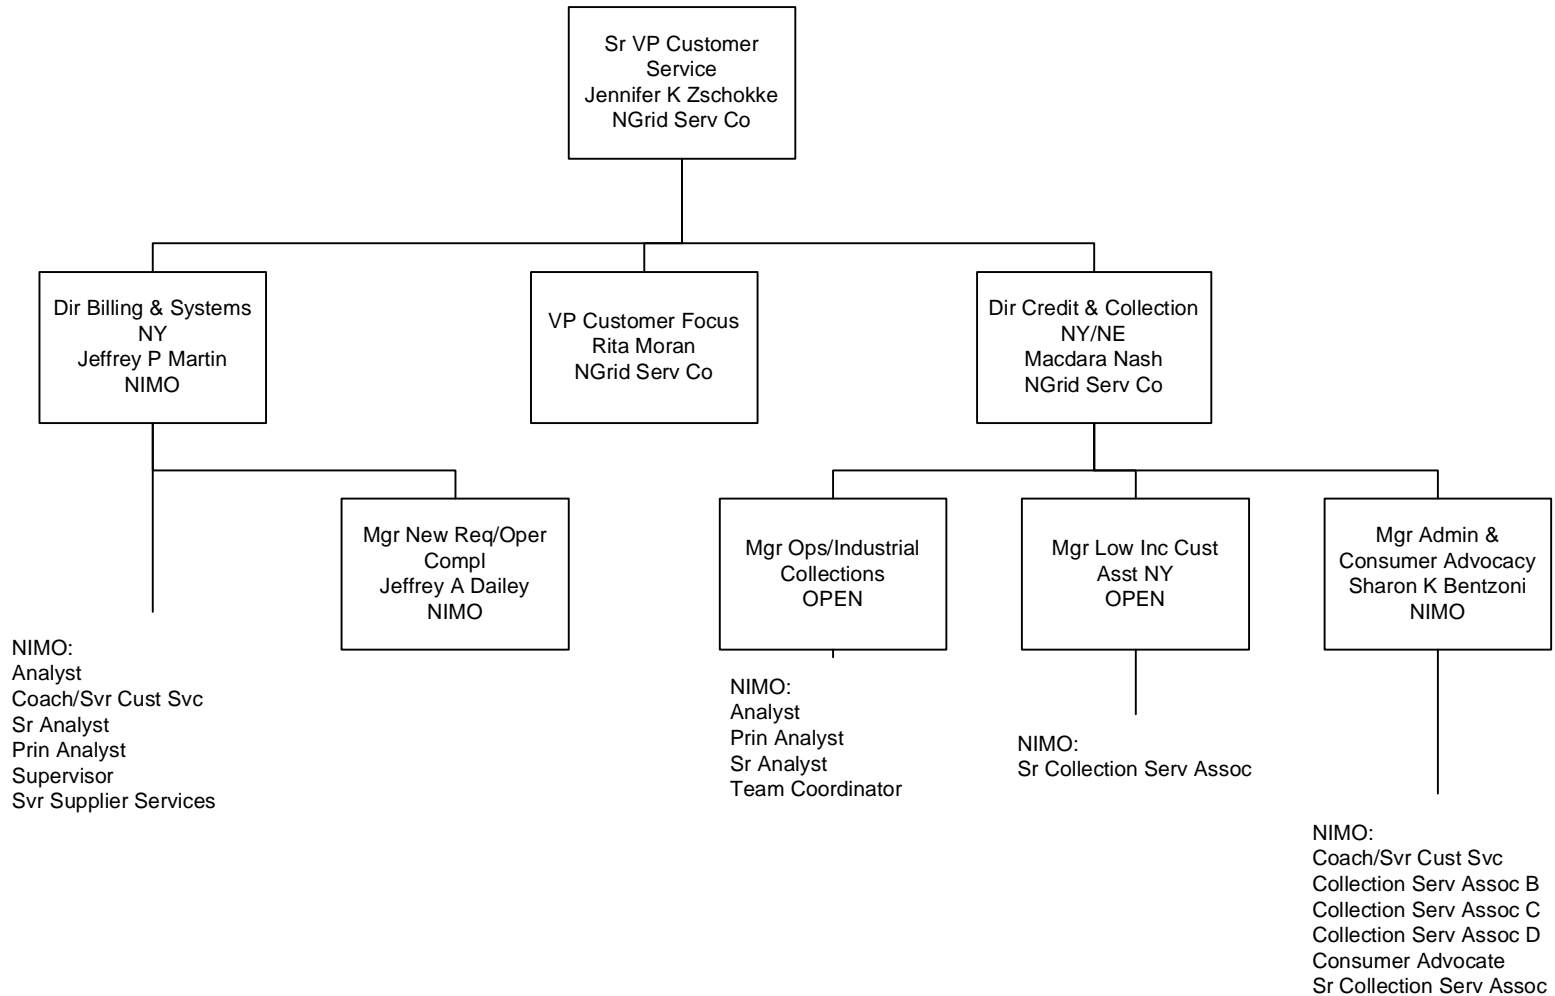 Sr VP Customer
Service
Jennifer K Zschokke
NGrid Serv Co
Dir Billing & Systems
NY
Jeffrey P Martin
NIMO
VP Customer Focus
Rita Moran
NGrid Serv Co
Dir Credit & Collection
NY/NE
Macdara Nash
NGrid Serv Co
Mgr New Req/Oper
Compl
Jeffrey A Dailey
NIMO
Mgr Ops/Industrial
Collections
OPEN
Mgr Low Inc Cust
Asst NY
OPEN
Mgr Admin &
Consumer Advocacy
Sharon K Bentzoni
NIMO
NIMO:
Analyst
Coach/Svr Cust Svc
Sr Analyst
Prin Analyst
Supervisor
Svr Supplier Services
NIMO:
Analyst
Prin Analyst
Sr Analyst
Team Coordinator
NIMO:
Sr Collection Serv Assoc
NIMO:
Coach/Svr Cust Svc
Collection Serv Assoc B
Collection Serv Assoc C
Collection Serv Assoc D
Consumer Advocate
Sr Collection Serv Assoc